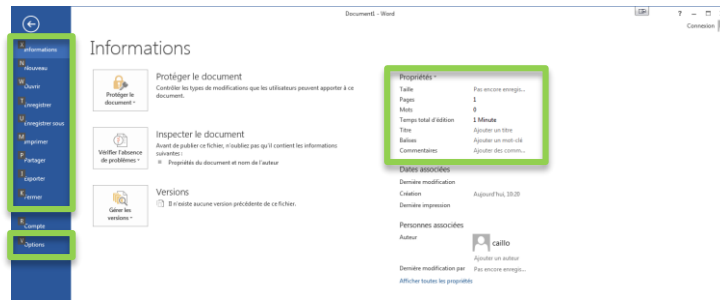 Document1 - Word
?
Connexion
Informations
Nouveau
Ouvrir
Enregistrer
Enregistrer sous
Imprimer
Partager
Exporter
Fermer
Compte
Options
Informations
Protéger le document
Contrôler les types de modifications que les utilisateurs peuvent apporter à ce
document.
Protéger le
document
Inspecter le document
Avant de publier ce fichier, n'oubliez pas qu'il contient les informations
suivantes :
Propriétés du document et nom de l'auteur
Vérifier l'absence
de problèmes
Versions
Il n'existe aucune version précédente de ce fichier.
Gérer les
versions
Propriétés
Taille Pas encore enregis...
Pages 1
Mots 0
Temps total d'édition 1 Minute
Titre Ajouter un titre
Balises Ajouter un mot-clé
Commentaires Ajouter des comm...
Dates associées
Dernière modification
Création Aujourd'hui, 10:20
Dernière impression
Personnes associées
Auteur caillo
Ajouter un auteur
Dernière modification par Pas encore enregis...
Afficher toutes les propriétés